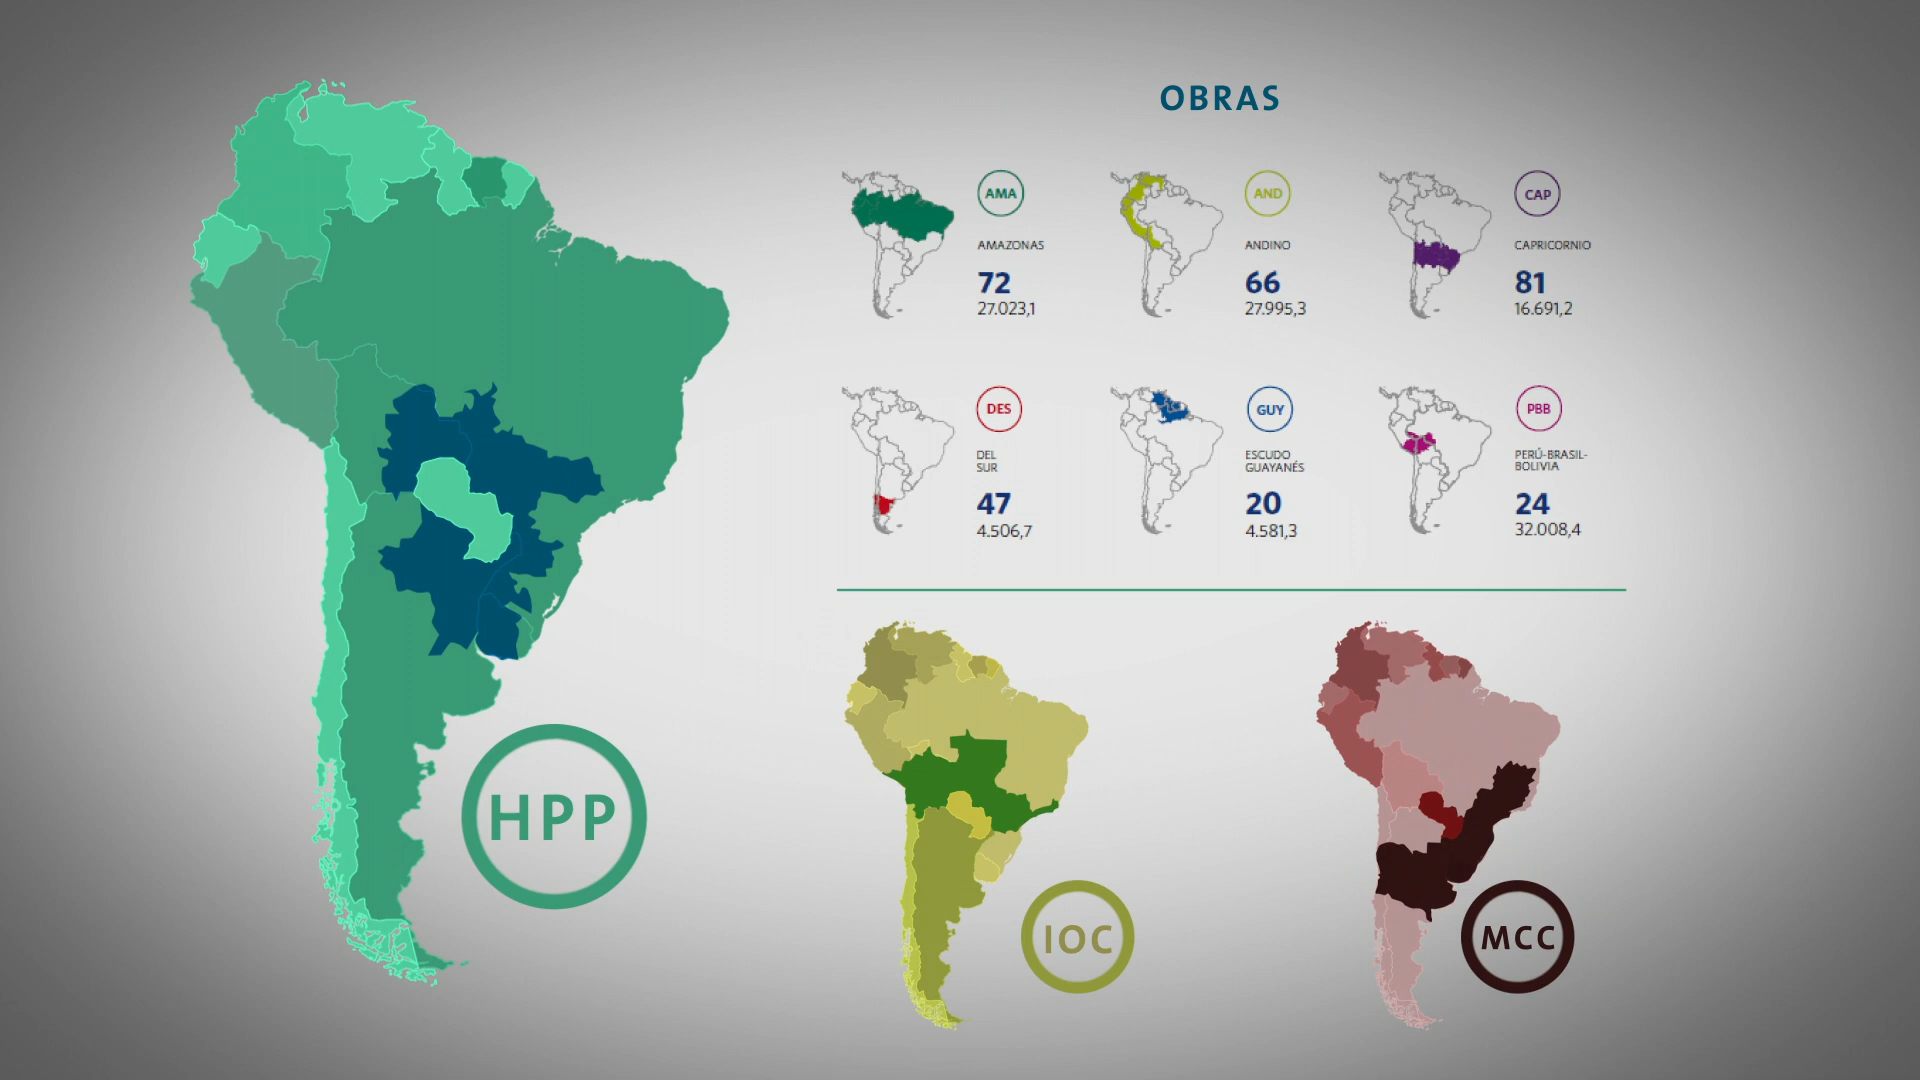 OBRAS
AMA
AMAZONAS
72
27.023,1
AND
ANDINO
66
27.995,3
CAP
CAPRICORNIO
81
16.691,2
DES
DEL
SUR
47
4.506,7
GUY
ESCUDO
GUAYANÉS
20
4.581,3
PBB
PERÚ-BRASIL-
BOLIVIA
24
32.008,4
HPP
IOC
MCC